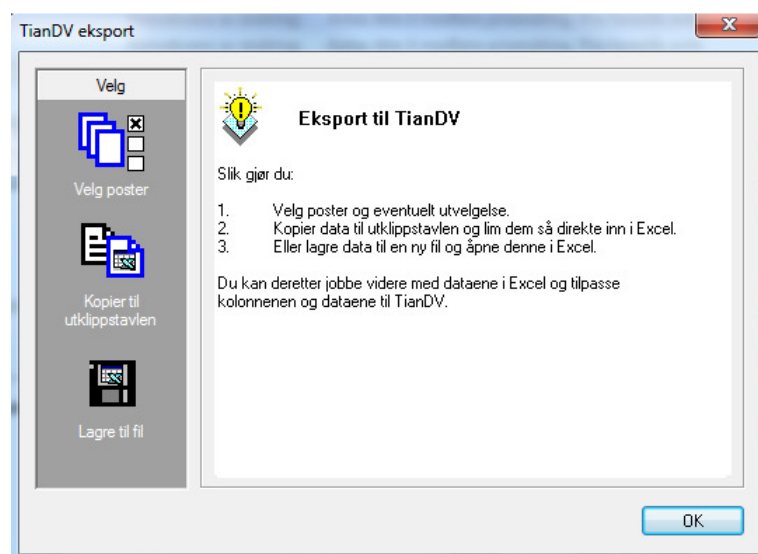 TianDV eksport
Velg
Velg poster
Kopier til
utklippstavlen
Lagre til fil
Eksport til TianDV
Slik gjør du:
1. Velg poster og eventuelt utvelgelse.
2. Kopier data til utklippstavlen og lim dem så direkte inn i Excel.
3. Eller lagre data til en ny fil og åpne denne i Excel.
Du kan deretter jobbe videre med dataene i Excel og tilpasse
kolonnenen og dataene til TianDV.
OK